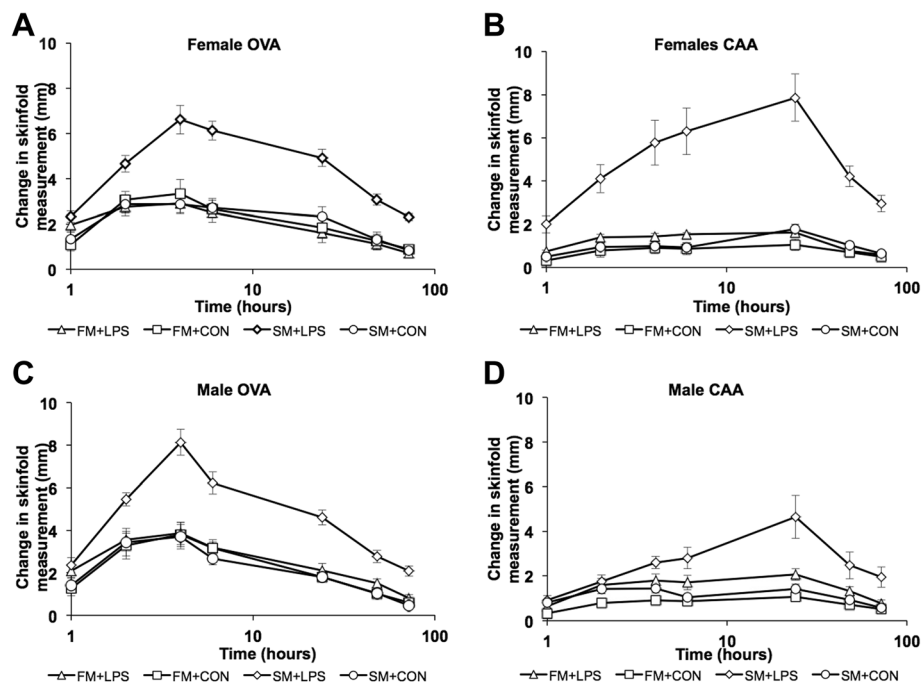 A
Female OVA
Change in skinfold
measurement (mm)
10
8
6
4
2
0
1
10
100
Time (hours)
FM+LPS FM+CON SM+LPS SM+CON
B
Females CAA
Change in skinfold
measurement (mm)
10
8
6
4
2
0
1
10
100
Time (hours)
FM+LPS FM+CON SM+LPS SM+CON
C
Male OVA
Change in skinfold
measurement (mm)
10
8
6
4
2
0
1
10
100
Time (hours)
FM+LPS FM+CON SM+LPS SM+CON
D
Male CAA
Change in skinfold
measurement (mm)
10
8
6
4
2
0
1
10
100
Time (hours)
FM+LPS FM+CON SM+LPS SM+CON